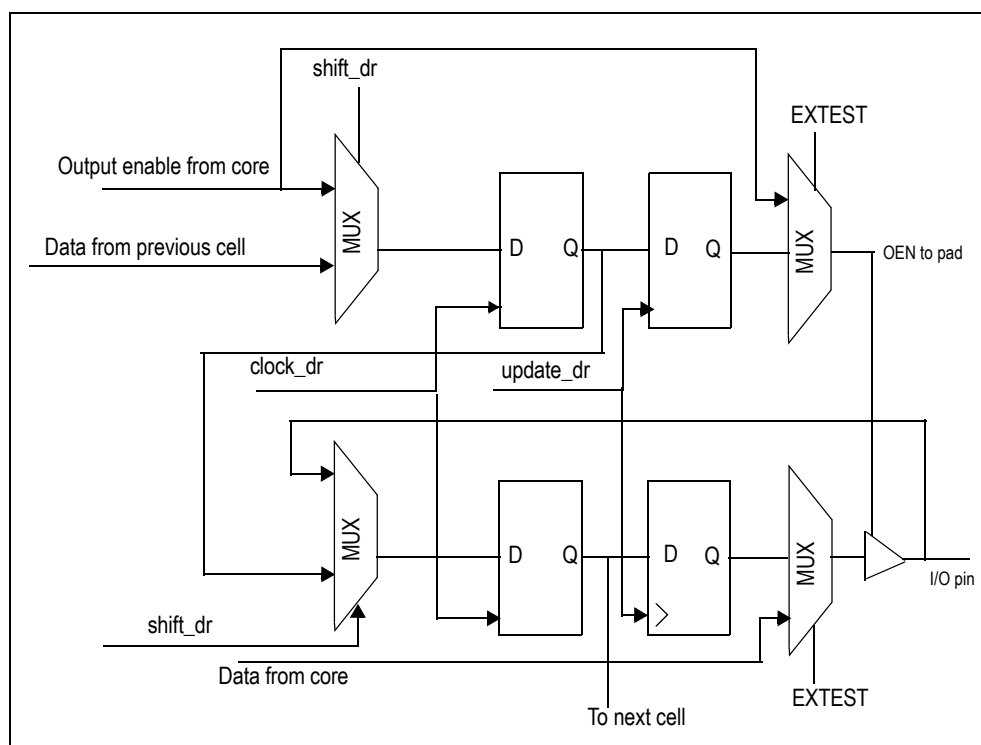 shift_dr
EXTEST
Output enable from core
MUX
MUX
Data from previous cell
D Q
D Q
OEN to pad
clock_dr
update_dr
MUX
D Q
D Q
MUX
I/O pin
shift_dr
Data from core
EXTEST
To next cell